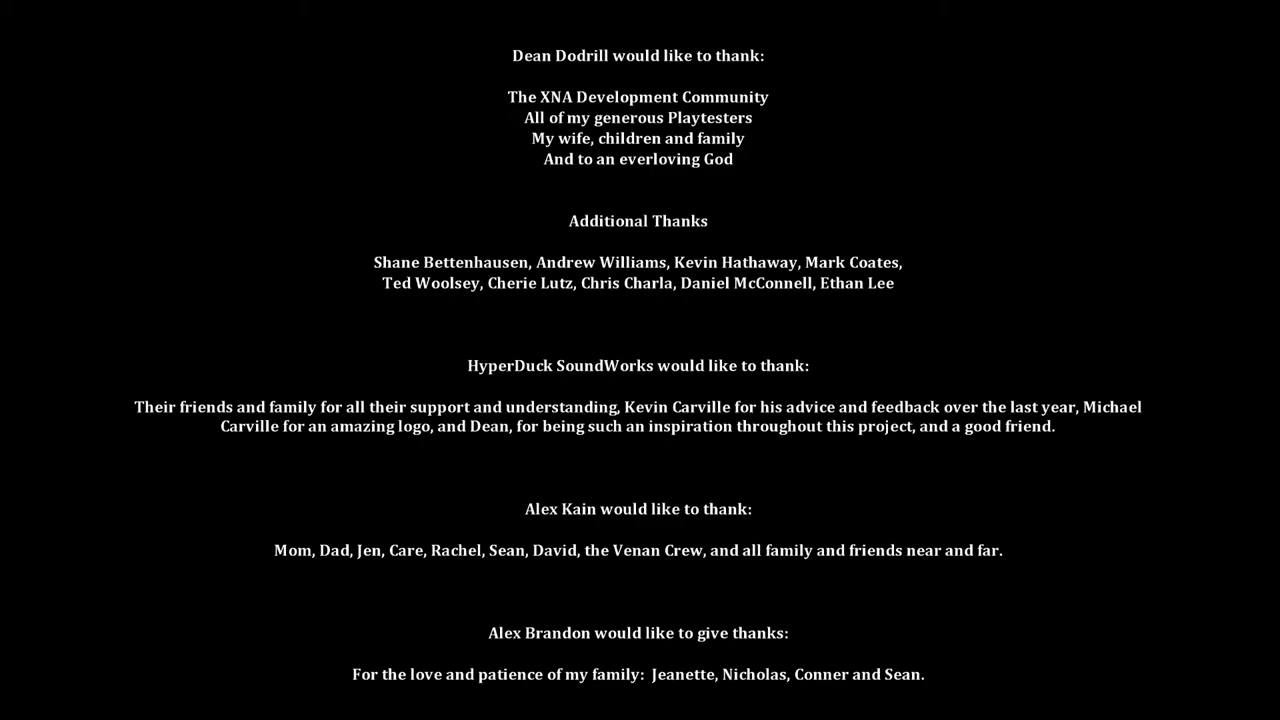 Dean Dodrill would like to thank:
The XNA Development Community
All of my generous Playtesters
My wife, children and family
And to an everloving God
Additional Thanks
Shane Bettenhausen, Andrew Williams, Kevin Hathaway, Mark Coates,
Ted Woolsey, Cherie Lutz, Chris Charla, Daniel McConnell, Ethan Lee
HyperDuck SoundWorks would like to thank:
Their friends and family for all their support and understanding, Kevin Carville for his advice and feedback over the last year, Michael
Carville for an amazing logo, and Dean, for being such an inspiration throughout this project, and a good friend.
Alex Kain would like to thank:
Mom, Dad, Jen, Care, Rachel, Sean, David, the Venan Crew, and all family and friends near and far.
Alex Brandon would like to give thanks:
For the love and patience of my family:  Jeanette, Nicholas, Conner and Sean.